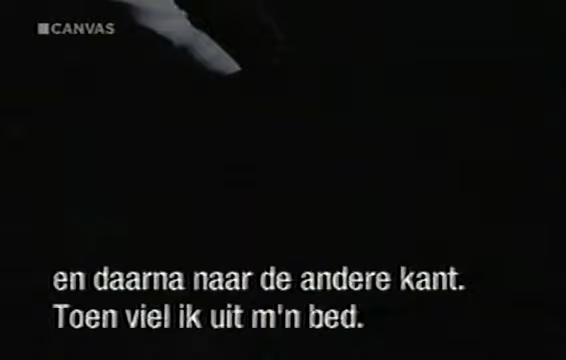 CANVAS
en daarna naar de andere kant.
Toen viel ik uit m'n bed.